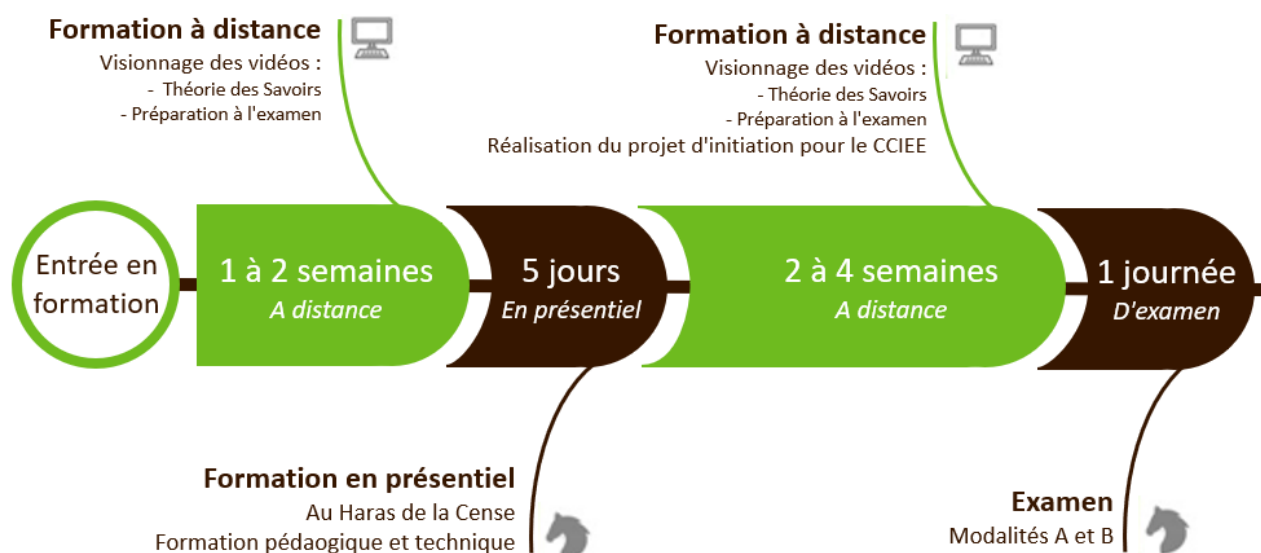 Formation à distance
Visionnage des vidéos :
- Théorie des Savoirs
- Préparation à l'examen
Formation à distance
Visionnage des vidéos :
- Théorie des Savoirs
- Préparation à l'examen
Réalisation du projet d'initiation pour le CCIEE
Entrée en
formation
1 à 2 semaines
A distance
5 jours
En présentiel
2 à 4 semaines
A distance
1 journée
D'examen
Formation en présentiel
Au Haras de la Cense
Formation pédaogique et technique
Examen
Modalités A et B